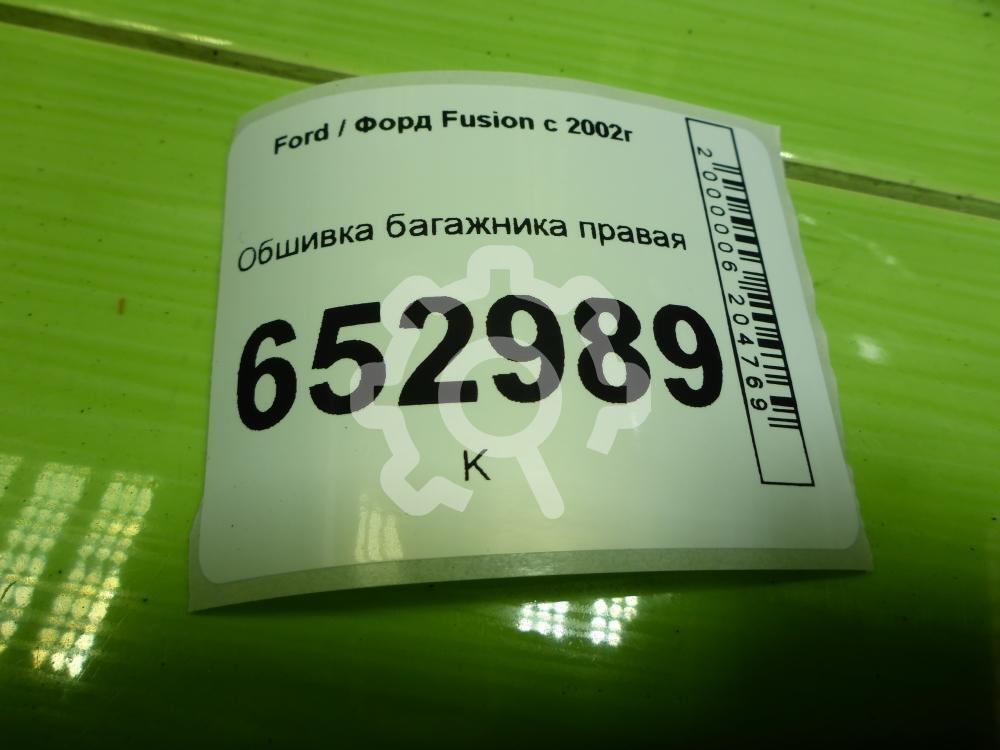 Ford / Форд Fusion с 2002г
Обшивка багажника правая
652989
К
2000006204769